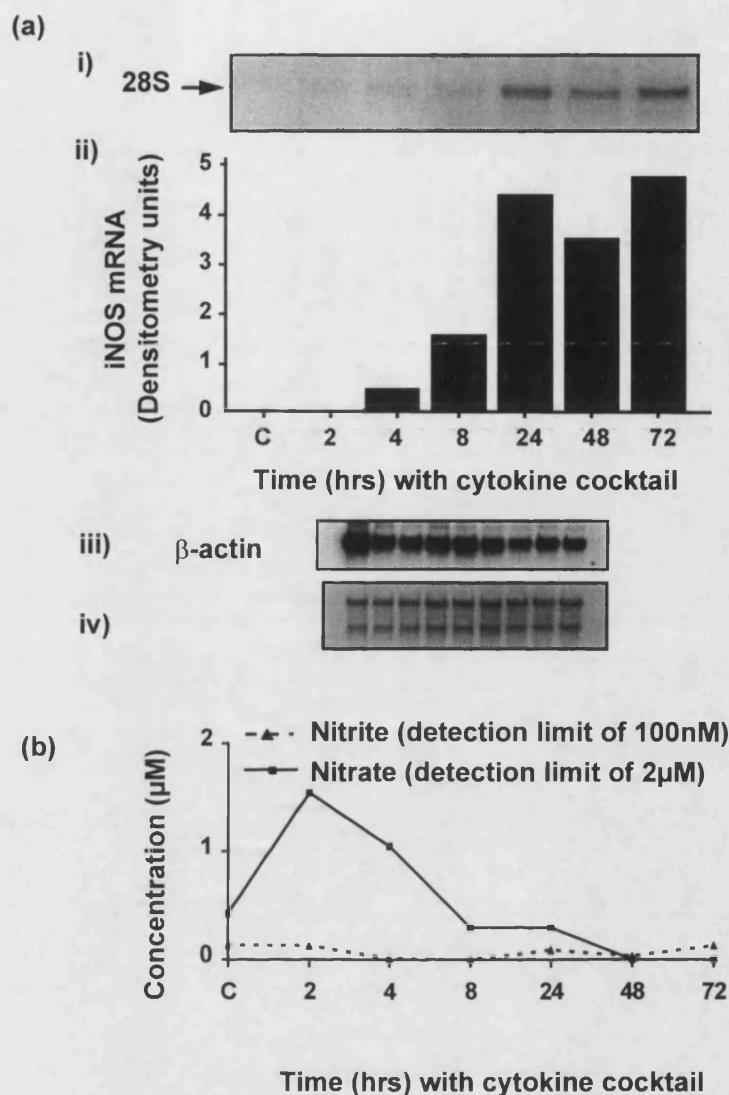 (a)
i)
28S
ii)
iNOS mRNA
(Densitometry units)
5
4
3
2
1
0
C 2 4 8 24 48 72
Time (hrs) with cytokine cocktail
iii) β-actin
iv)
(b)
Nitrite (detection limit of 100nM)
Nitrate (detection limit of 2µM)
Concentration (µM)
2
1
0
C 2 4 8 24 48 72
Time (hrs) with cytokine cocktail